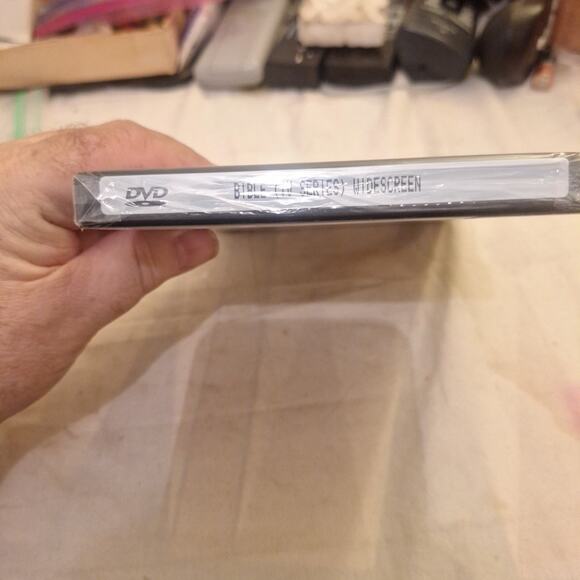 DVD
BIBLE (TV SERIES) WIDESCREEN